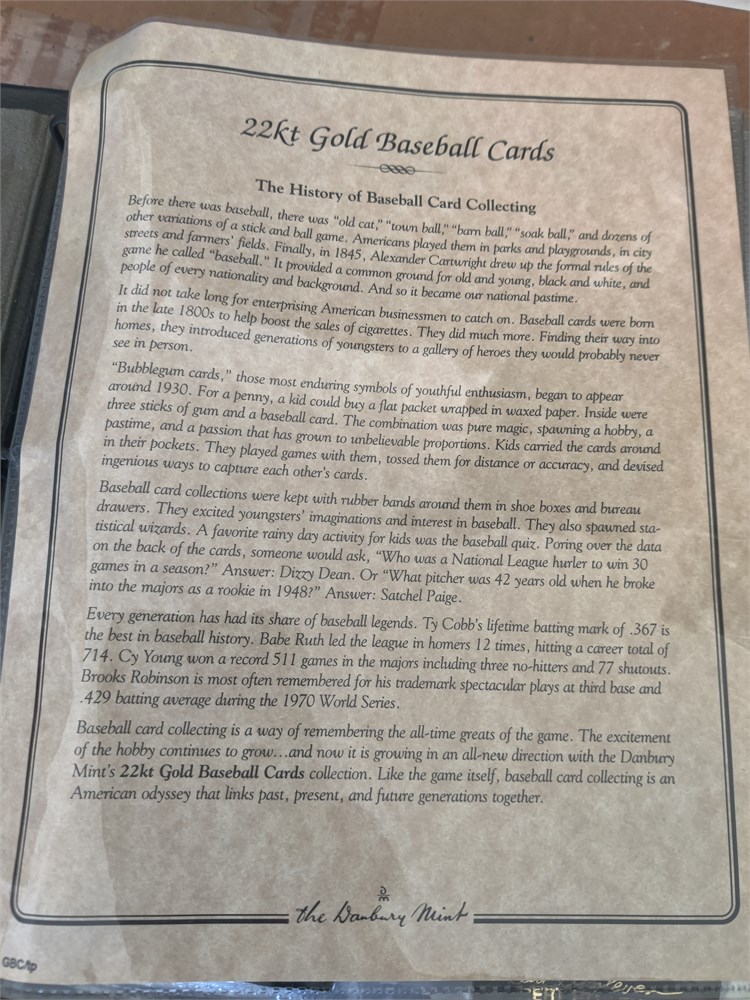 22kt Gold Baseball Cards
The History of Baseball Card Collecting
Before there was baseball, there was “old cat,” “town ball,” “barn ball,” “soak ball,” and dozens of
other variations of a stick and ball game. Americans played them in parks and playgrounds, in city
streets and farmers’ fields. Finally, in 1845, Alexander Cartwright drew up the formal rules of the
game he called “baseball.” It provided a common ground for old and young, black and white, and
people of every nationality and background. And so it became our national pastime.
It did not take long for enterprising American businessmen to catch on. Baseball cards were born
in the late 1800s to help boost the sales of cigarettes. They did much more. Finding their way into
homes, they introduced generations of youngsters to a gallery of heroes they would probably never
see in person.
“Bubblegum cards,” those most enduring symbols of youthful enthusiasm, began to appear
around 1930. For a penny, a kid could buy a flat packet wrapped in waxed paper. Inside were
three sticks of gum and a baseball card. The combination was pure magic, spawning a hobby, a
pastime, and a passion that has grown to unbelievable proportions. Kids carried the cards around
in their pockets. They played games with them, tossed them for distance or accuracy, and devised
ingenious ways to capture each other’s cards.
Baseball card collections were kept with rubber bands around them in shoe boxes and bureau
drawers. They excited youngsters’ imaginations and interest in baseball. They also spawned sta-
tistical wizards. A favorite rainy day activity for kids was the baseball quiz. Poring over the data
on the back of the cards, someone would ask, “Who was a National League hurler to win 30
games in a season?” Answer: Dizzy Dean. Or “What pitcher was 42 years old when he broke
into the majors as a rookie in 1948?” Answer: Satchel Paige.
Every generation has had its share of baseball legends. Ty Cobb’s lifetime batting mark of .367 is
the best in baseball history. Babe Ruth led the league in homers 12 times, hitting a career total of
714. Cy Young won a record 511 games in the majors including three no-hitters and 77 shutouts.
Brooks Robinson is most often remembered for his trademark spectacular plays at third base and
.429 batting average during the 1970 World Series.
Baseball card collecting is a way of remembering the all-time greats of the game. The excitement
of the hobby continues to grow...and now it is growing in an all-new direction with the Danbury
Mint’s 22kt Gold Baseball Cards collection. Like the game itself, baseball card collecting is an
American odyssey that links past, present, and future generations together.
the Danbury Mint
GBC/tp